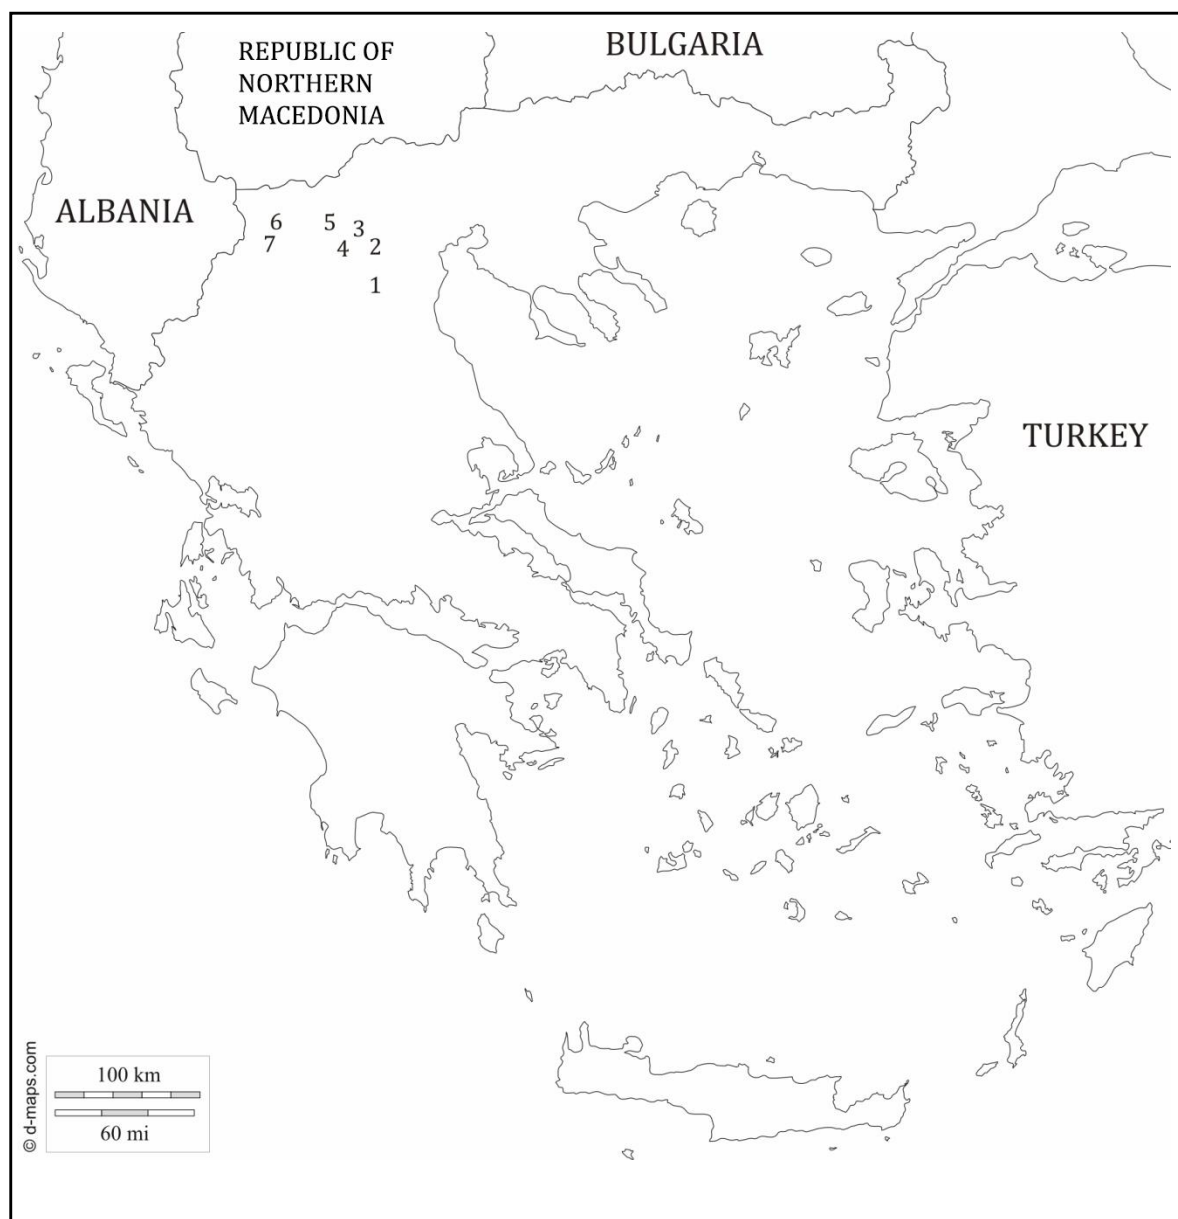 REPUBLIC OF
NORTHERN
MACEDONIA
BULGARIA
ALBANIA
6
5
3
7
4
2
1
TURKEY
© d-maps.com
100 km
60 mi